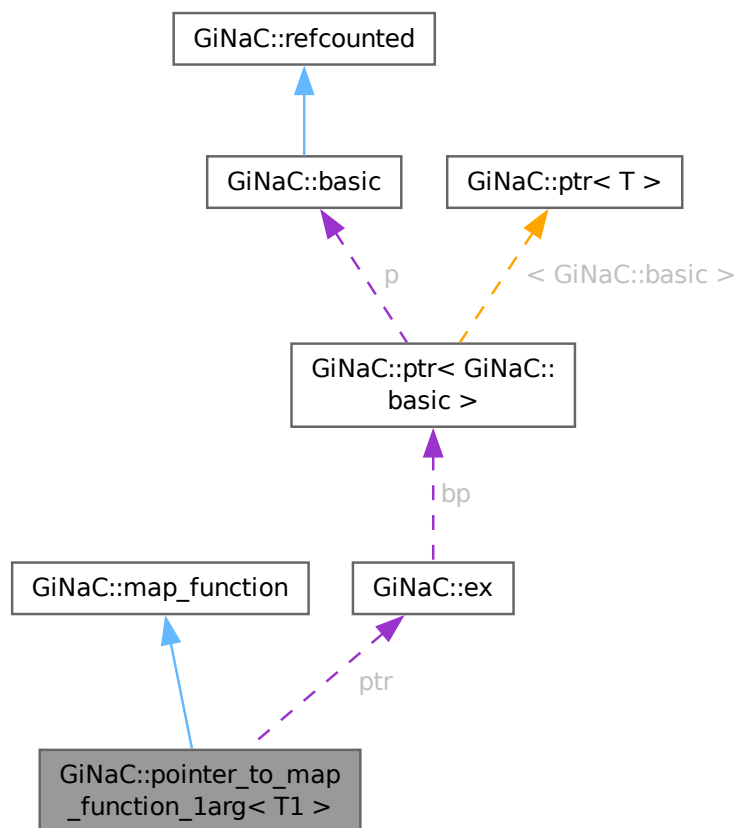 GiNaC::refcounted
GiNaC::basic
GiNaC::ptr< T >
p
< GiNaC::basic >
GiNaC::ptr< GiNaC::
basic >
bp
GiNaC::map_function
GiNaC::ex
ptr
GiNaC::pointer_to_map
_function_1arg< T1 >